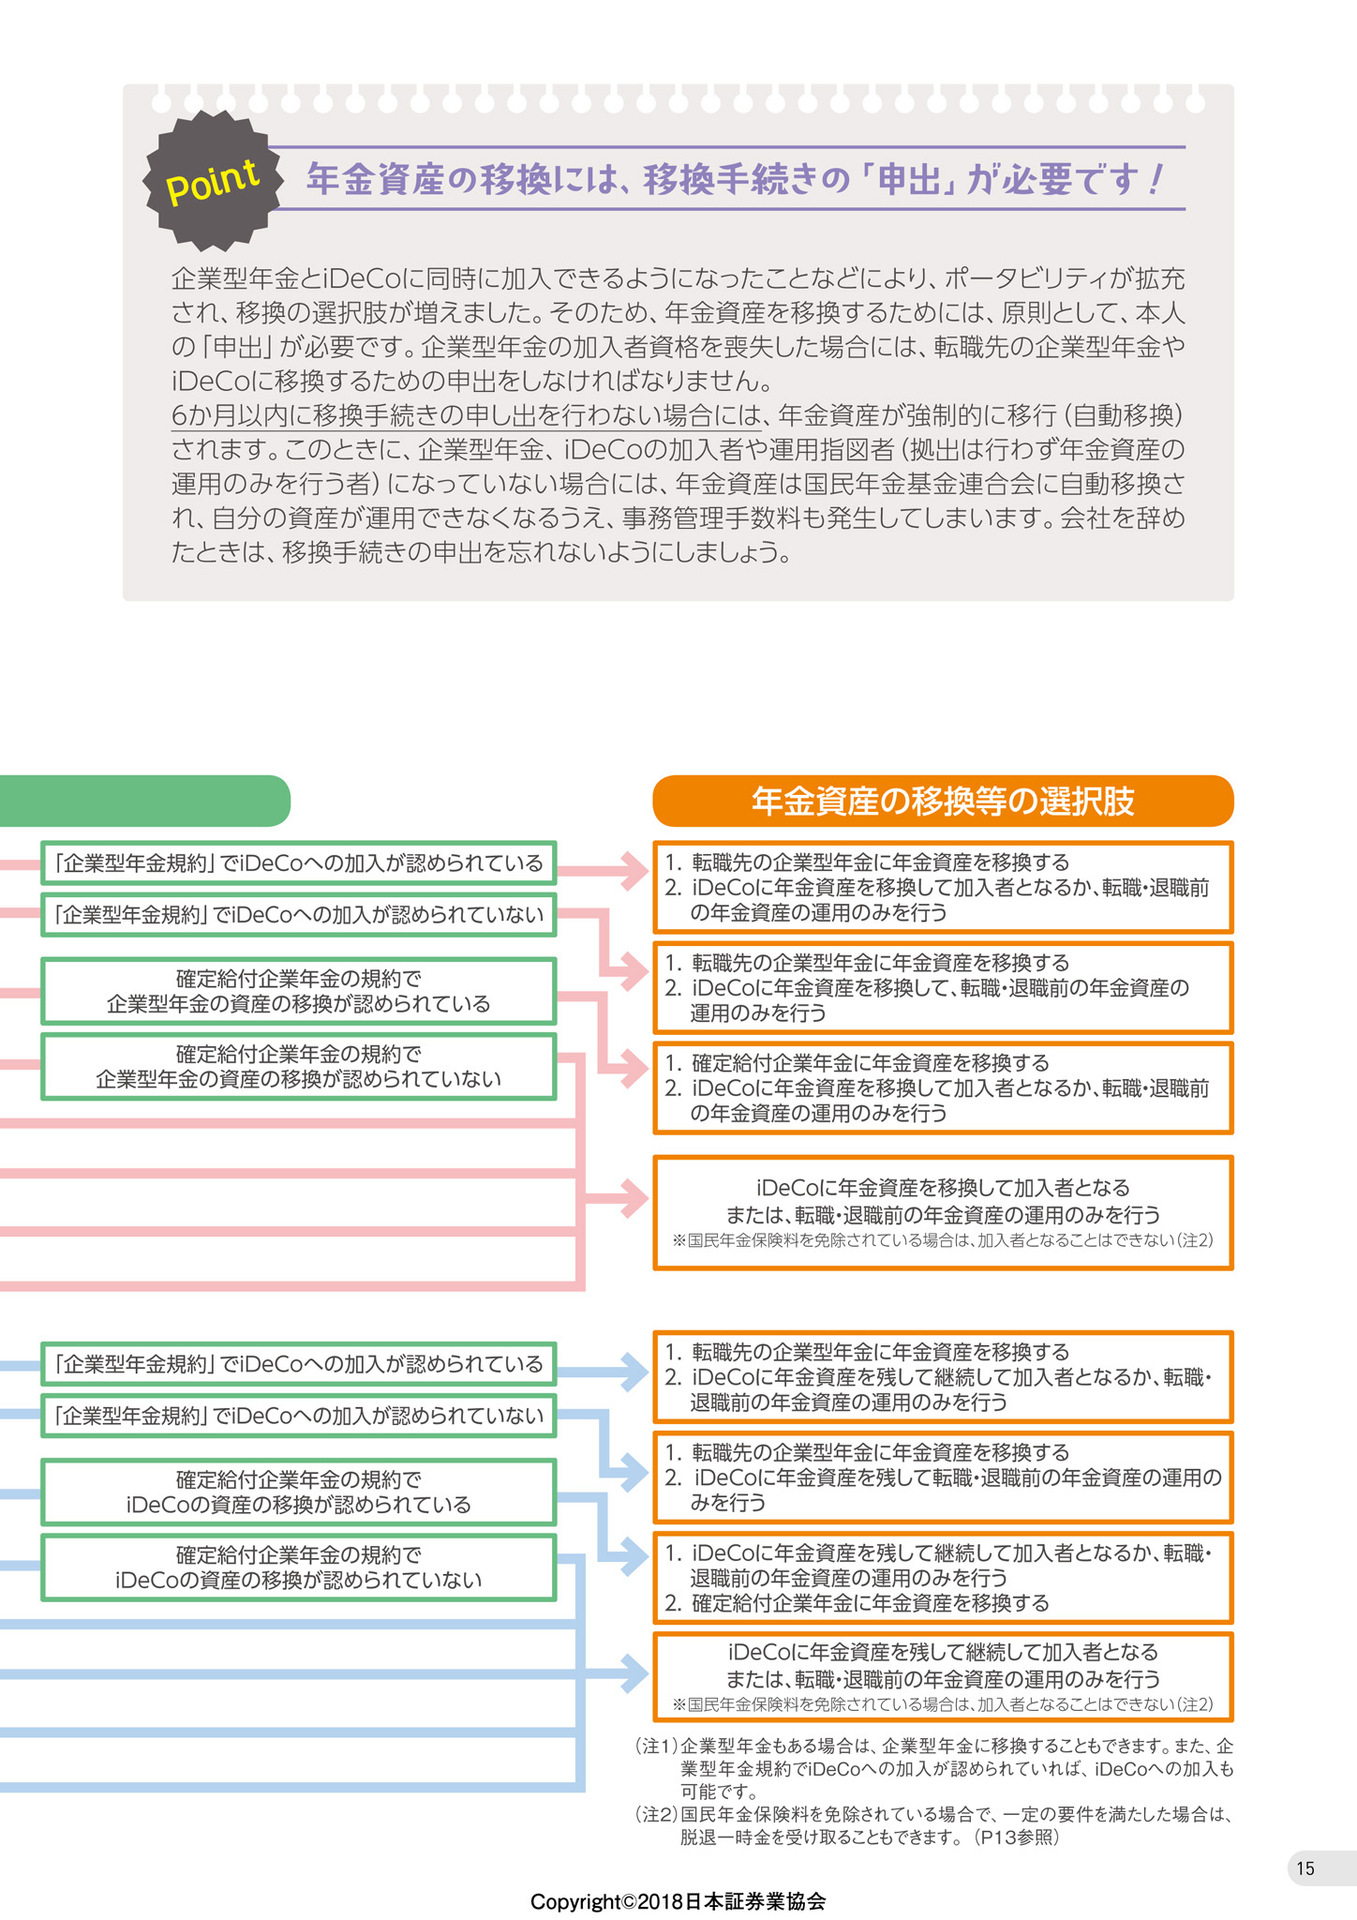 Point
年金資産の移換には、移換手続きの「申出」が必要です！
企業型年金とiDeCoに同時に加入できるようになったことなどにより、ポータビリティが拡充
され、移換の選択肢が増えました。そのため、年金資産を移換するためには、原則として、本人
の「申出」が必要です。企業型年金の加入者資格を喪失した場合には、転職先の企業型年金や
iDeCoに移換するための申出をしなければなりません。
6か月以内に移換手続きの申し出を行わない場合には、年金資産が強制的に移行（自動移換）
されます。このときに、企業型年金、iDeCoの加入者や運用指図者（拠出は行わず年金資産の
運用のみを行う者）になっていない場合には、年金資産は国民年金基金連合会に自動移換さ
れ、自分の資産が運用できなくなるうえ、事務管理手数料も発生してしまいます。会社を辞め
たときは、移換手続きの申出を忘れないようにしましょう。
年金資産の移換等の選択肢
「企業型年金規約」でiDeCoへの加入が認められている
「企業型年金規約」でiDeCoへの加入が認められていない
確定給付企業年金の規約で
企業型年金の資産の移換が認められている
確定給付企業年金の規約で
企業型年金の資産の移換が認められていない
1. 転職先の企業型年金に年金資産を移換する
2. iDeCoに年金資産を移換して加入者となるか、転職・退職前
の年金資産の運用のみを行う
1. 転職先の企業型年金に年金資産を移換する
2. iDeCoに年金資産を移換して、転職・退職前の年金資産の
運用のみを行う
1. 確定給付企業年金に年金資産を移換する
2. iDeCoに年金資産を移換して加入者となるか、転職・退職前
の年金資産の運用のみを行う
iDeCoに年金資産を移換して加入者となる
または、転職・退職前の年金資産の運用のみを行う
※国民年金保険料を免除されている場合は、加入者となることはできない（注2）
「企業型年金規約」でiDeCoへの加入が認められている
「企業型年金規約」でiDeCoへの加入が認められていない
確定給付企業年金の規約で
iDeCoの資産の移換が認められている
確定給付企業年金の規約で
iDeCoの資産の移換が認められていない
1. 転職先の企業型年金に年金資産を移換する
2. iDeCoに年金資産を残して継続して加入者となるか、転職・
退職前の年金資産の運用のみを行う
1. 転職先の企業型年金に年金資産を移換する
2. iDeCoに年金資産を残して転職・退職前の年金資産の運用の
みを行う
1. iDeCoに年金資産を残して継続して加入者となるか、転職・
退職前の年金資産の運用のみを行う
2. 確定給付企業年金に年金資産を移換する
iDeCoに年金資産を残して継続して加入者となる
または、転職・退職前の年金資産の運用のみを行う
※国民年金保険料を免除されている場合は、加入者となることはできない（注2）
（注1）企業型年金もある場合は、企業型年金に移換することもできます。また、企
業型年金規約でiDeCoへの加入が認められていれば、iDeCoへの加入も
可能です。
（注2）国民年金保険料を免除されている場合で、一定の要件を満たした場合は、
脱退一時金を受け取ることもできます。（P13参照）
15
Copyright©2018日本証券業協会